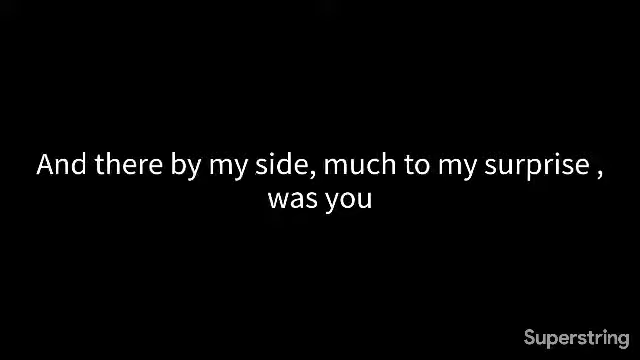 And there by my side, much to my surprise ,
was you
Superstring